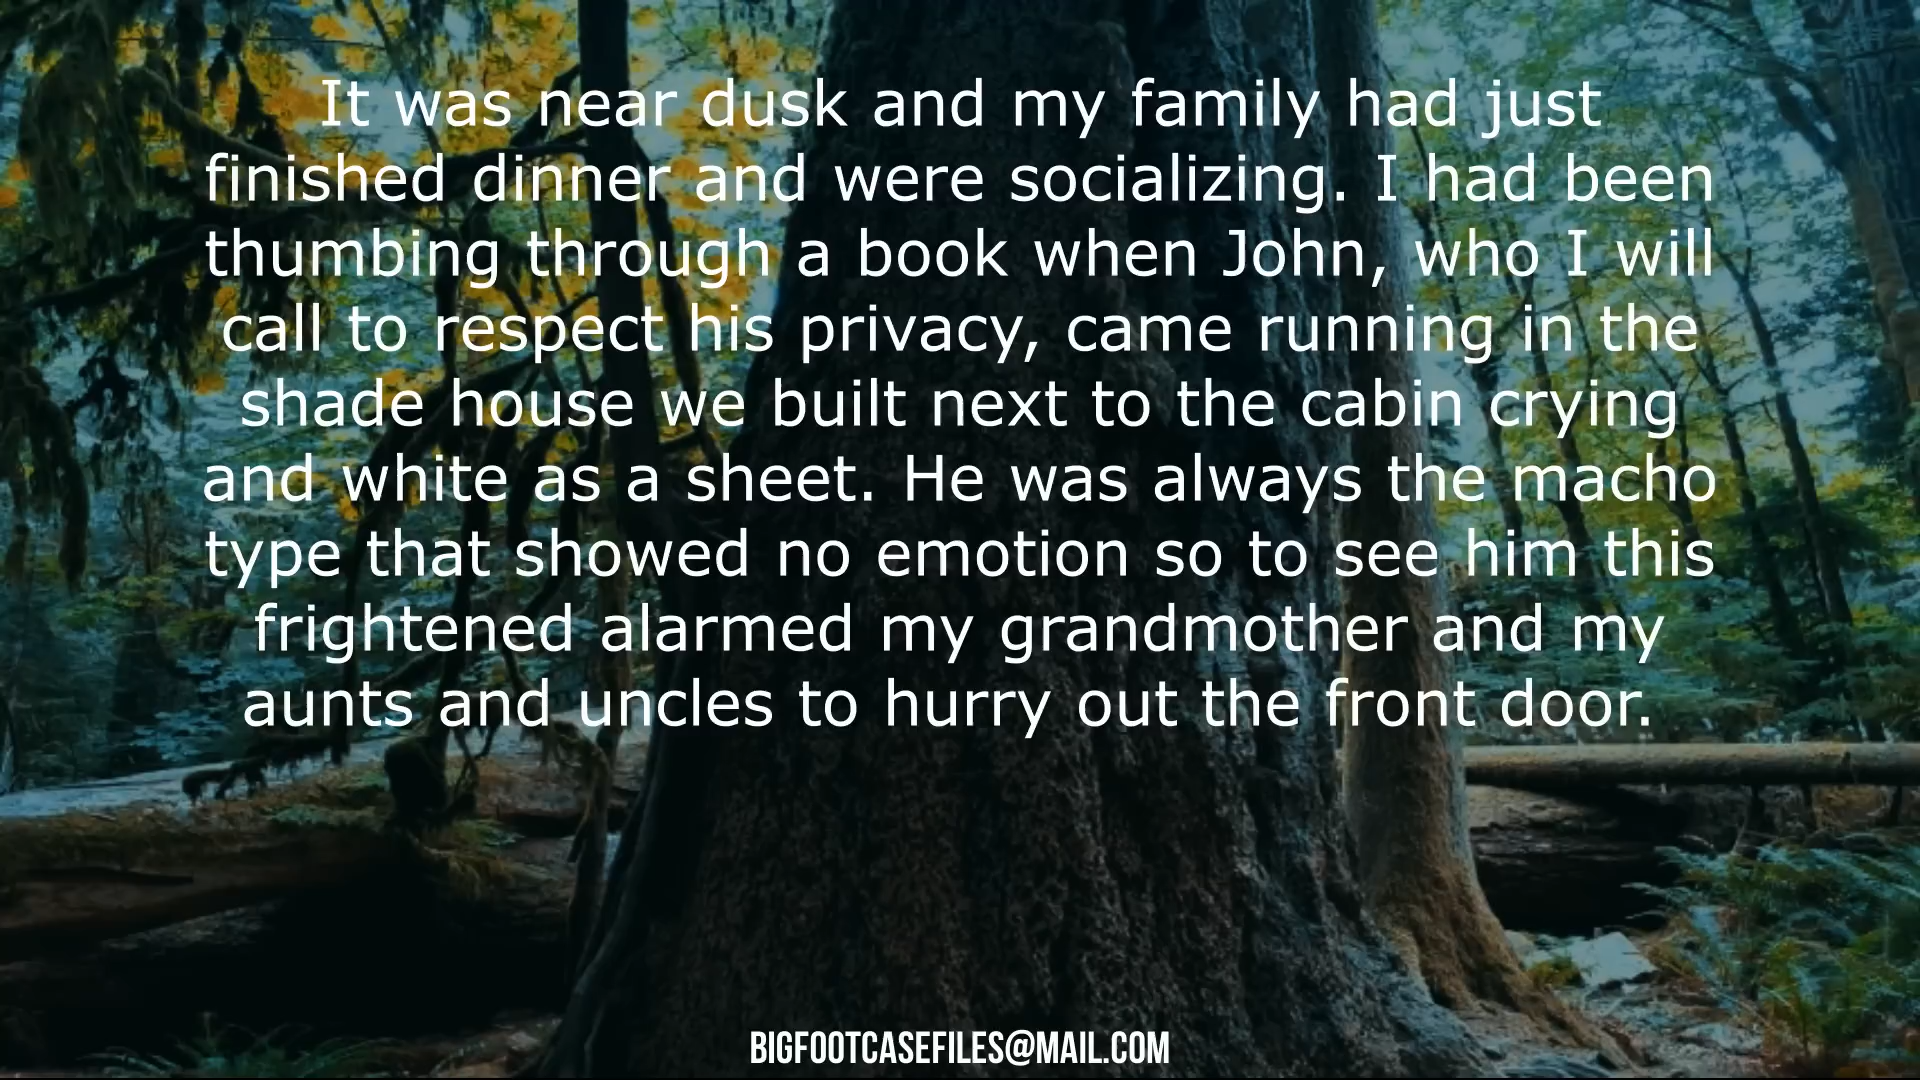 It was near dusk and my family had just
finished dinner and were socializing. I had been
thumbing through a book when John, who I will
call to respect his privacy, came running in the
shade house we built next to the cabin crying
and white as a sheet. He was always the macho
type that showed no emotion so to see him this
frightened alarmed my grandmother and my
aunts and uncles to hurry out the front door.
BIGFOOTCASEFILES@MAIL.COM